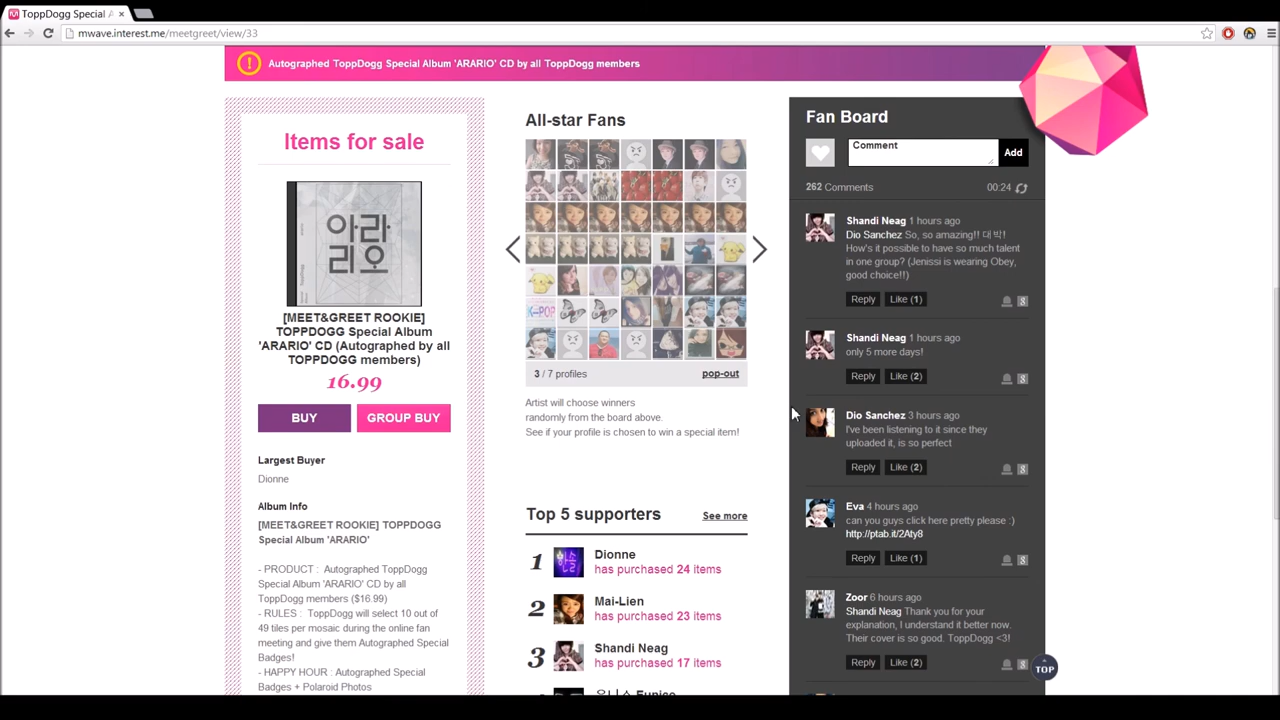 ToppDogg Special A
mwave.interest.me/meetgreet/view/33
Autographed ToppDogg Special Album 'ARARIO' CD by all ToppDogg members
Items for sale
아라
리오
[MEET&GREET ROOKIE]
TOPPDOGG Special Album
'ARARIO' CD (Autographed by all
TOPPDOGG members)
16.99
BUY
GROUP BUY
Largest Buyer
Dionne
Album Info
[MEET&GREET ROOKIE] TOPPDOGG
Special Album 'ARARIO'
- PRODUCT : Autographed ToppDogg
Special Album 'ARARIO' CD by all
ToppDogg members ($16.99)
- RULES : ToppDogg will select 10 out of
49 tiles per mosaic during the online fan
meeting and give them Autographed Special
Badges!
- HAPPY HOUR : Autographed Special
Badges + Polaroid Photos
All-star Fans
K-POP
3 / 7 profiles
pop-out
Artist will choose winners
randomly from the board above.
See if your profile is chosen to win a special item!
Top 5 supporters
See more
1
Dionne
has purchased 24 items
2
Mai-Lien
has purchased 23 items
3
Shandi Neag
has purchased 17 items
Fan Board
Comment
Add
262 Comments
00:24
Shandi Neag 1 hours ago
Dio Sanchez So, so amazing!! 대박!
How's it possible to have so much talent
in one group? (Jenissi is wearing Obey,
good choice!!)
Reply
Like (1)
Shandi Neag 1 hours ago
only 5 more days!
Reply
Like (2)
Dio Sanchez 3 hours ago
I've been listening to it since they
uploaded it, is so perfect
Reply
Like (2)
Eva 4 hours ago
can you guys click here pretty please :)
http://ptab.it/2Aty8
Reply
Like (1)
Zoor 6 hours ago
Shandi Neag Thank you for your
explanation, I understand it better now.
Their cover is so good. ToppDogg <3!
Reply
Like (2)
TOP